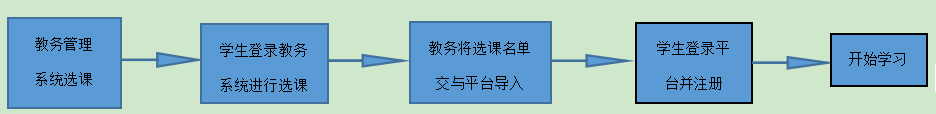 教务管理
系统选课
学生登录教务
系统进行选课
教务将选课名单
交与平台导入
学生登录平
台并注册
开始学习